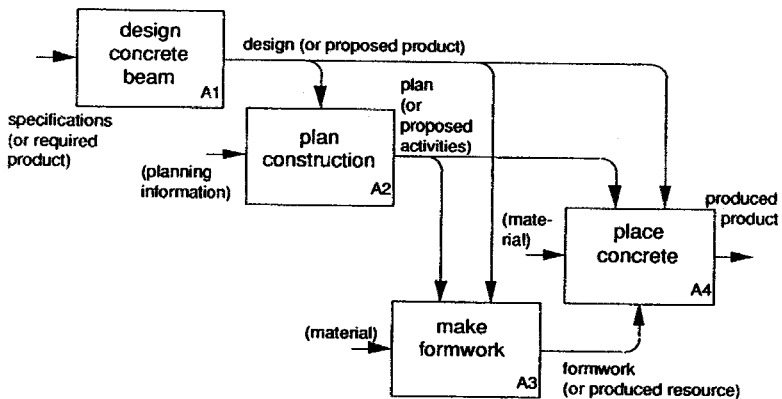 design
concrete
beam
A1
design (or proposed product)
specifications
(or required
product)
plan
(or
proposed
activities)
plan
construction
A2
(planning
information)
produced
product
(mate-
rial)
place
concrete
A4
(material)
make
formwork
A3
formwork
(or produced resource)